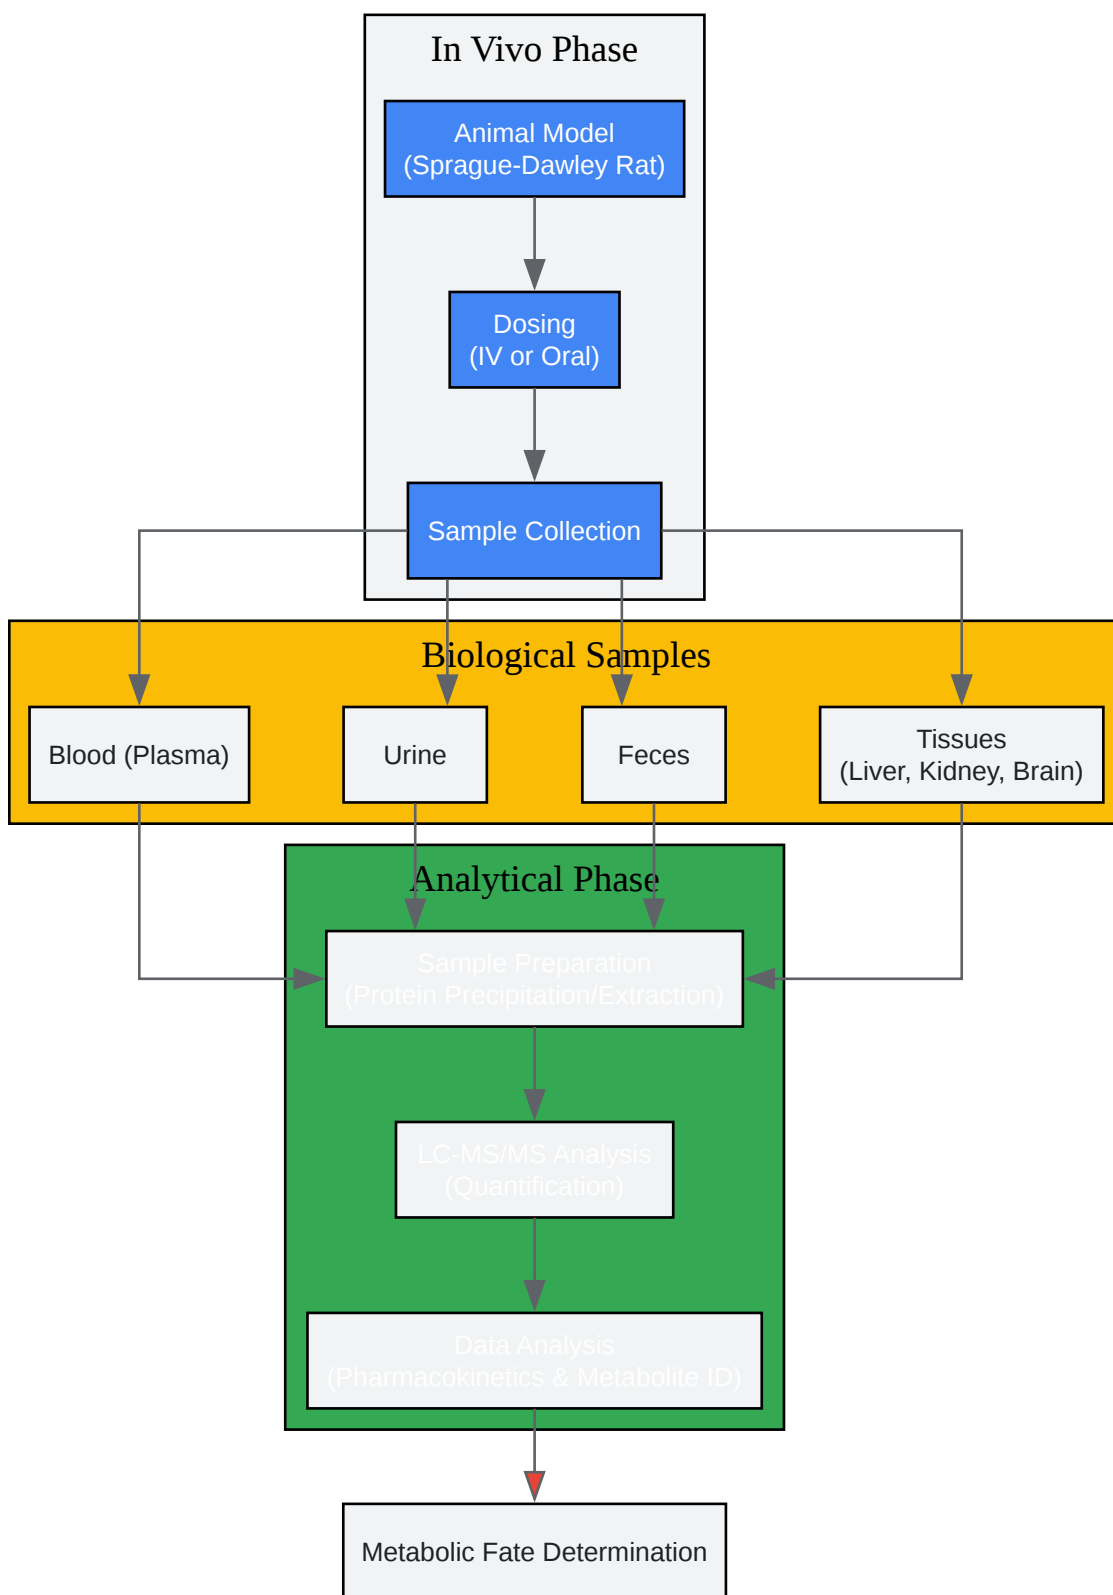 In Vivo Phase
Animal Model
(Sprague-Dawley Rat)
Dosing
(IV or Oral)
Sample Collection
Biological Samples
Blood (Plasma)
Urine
Feces
Tissues
(Liver, Kidney, Brain)
Analytical Phase
Sample Preparation
(Protein Precipitation/Extraction)
LC-MS/MS Analysis
(Quantification)
Data Analysis
(Pharmacokinetics & Metabolite ID)
Metabolic Fate Determination